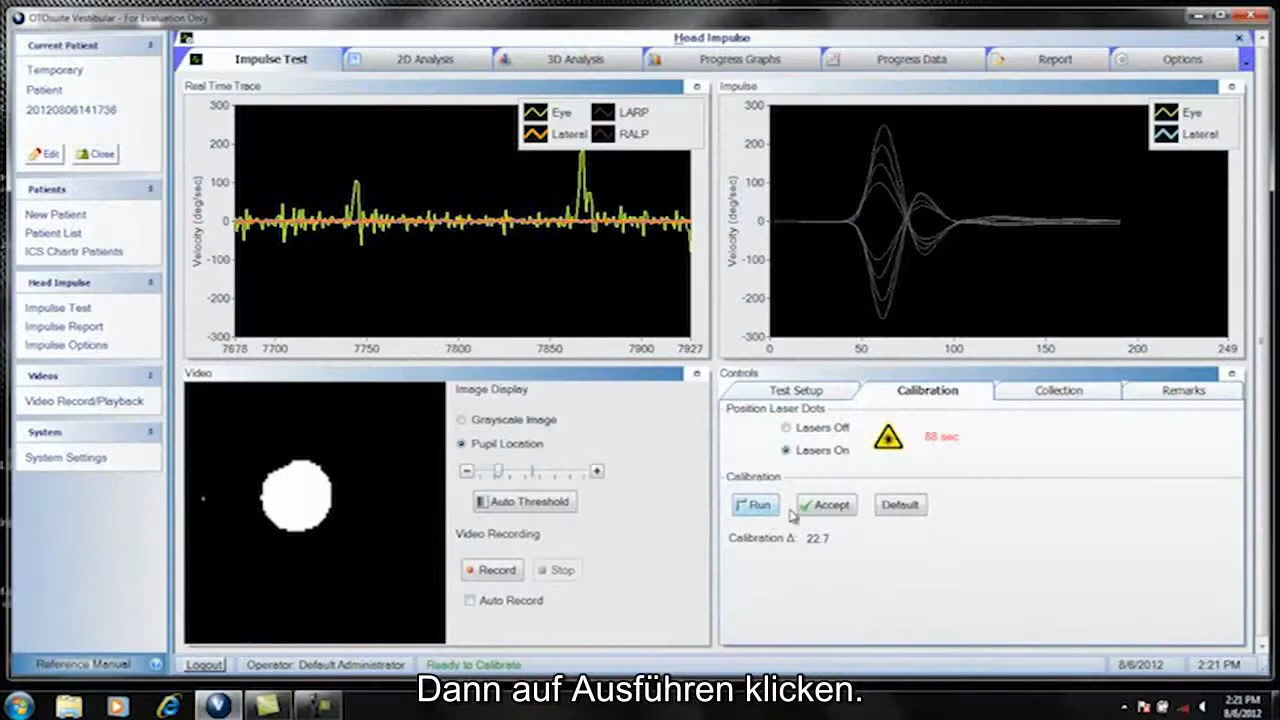 OTOsuite Vestibular - For Evaluation Only
Current Patient
Temporary
Patient
20120806141736
Edit
Close
Patients
New Patient
Patient List
ICS Chartr Patients
Head Impulse
Impulse Test
Impulse Report
Impulse Options
Videos
Video Record/Playback
System
System Settings
Reference Manual
Head Impulse
Impulse Test
2D Analysis
3D Analysis
Progress Graphs
Progress Data
Report
Options
Real Time Trace
Eye
LARP
Lateral
RALP
Velocity (deg/sec)
300
200
100
0
-100
-200
-300
7678
7700
7750
7800
7850
7900
7927
Impulse
Eye
Lateral
Velocity (deg/sec)
300
200
100
0
-100
-200
-300
0
50
100
150
200
249
Video
Image Display
Grayscale Image
Pupil Location
Auto Threshold
Video Recording
Record
Stop
Auto Record
Controls
Test Setup
Calibration
Collection
Remarks
Position Laser Dots
Lasers Off
Lasers On
88 sec
Calibration
Run
Accept
Default
Calibration Δ: 22.7
Logout
Operator: Default Administrator
Ready to Calibrate
8/6/2012
2:21 PM
Dann auf Ausführen klicken.
2:21 PM
8/6/2012